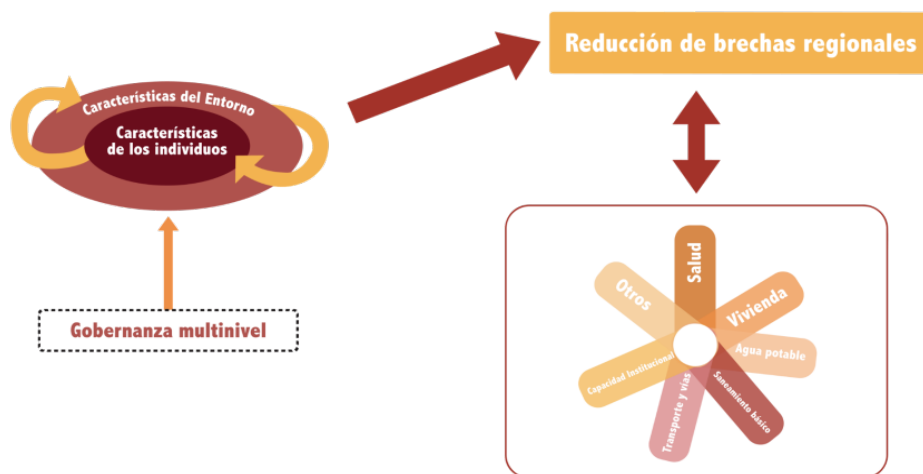 Reducción de brechas regionales
Características del Entorno
Características
de los individuos
Gobernanza multinivel
Salud
Vivienda
Agua potable
Saneamiento básico
Transporte y vías
Capacidad Institucional
Otros